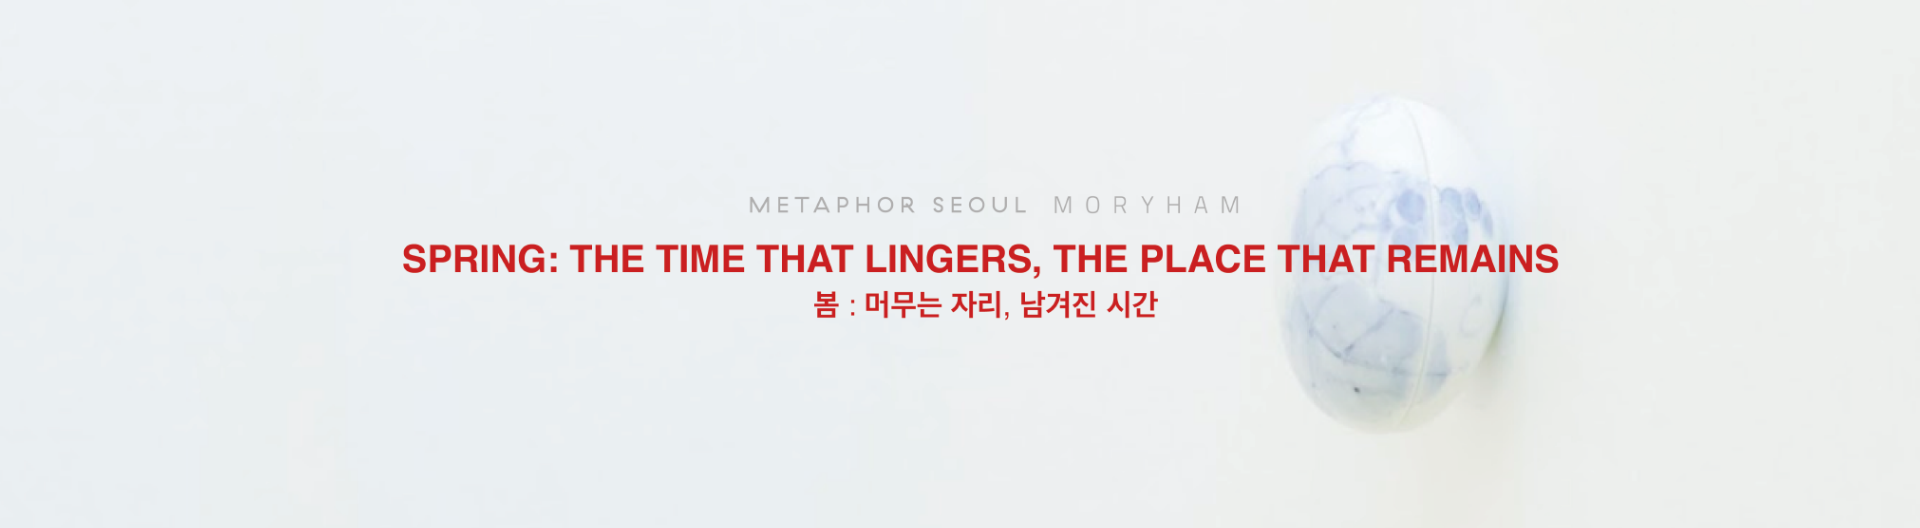 METAPHOR SEOUL MORYHAM
SPRING: THE TIME THAT LINGERS, THE PLACE THAT REMAINS
봄 : 머무는 자리, 남겨진 시간